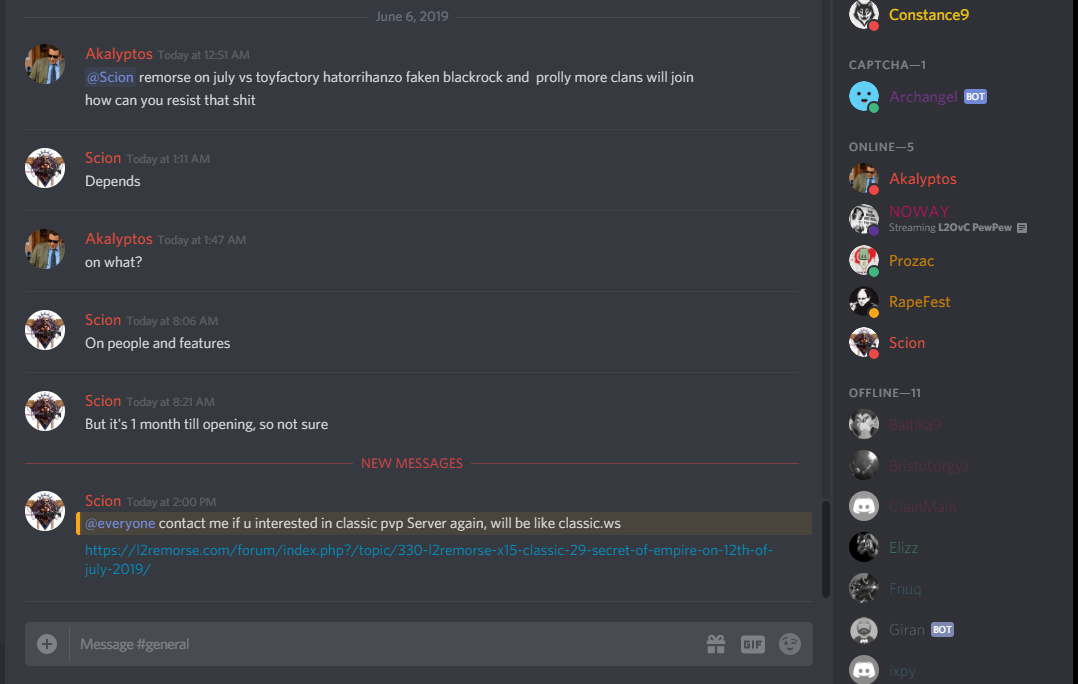 June 6, 2019
Akalyptos Today at 12:51 AM
@Scion remorse on july vs toyfactory hatorrihanzo faken blackrock and prolly more clans will join
how can you resist that shit
Scion Today at 1:11 AM
Depends
Akalyptos Today at 1:47 AM
on what?
Scion Today at 8:06 AM
On people and features
Scion Today at 8:21 AM
But it's 1 month till opening, so not sure
NEW MESSAGES
Scion Today at 2:00 PM
@everyone contact me if u interested in classic pvp Server again, will be like classic.ws
https://l2remorse.com/forum/index.php?/topic/330-l2remorse-x15-classic-29-secret-of-empire-on-12th-of-
july-2019/
Message #general
GIF
Constance9
CAPTCHA—1
Archangel BOT
ONLINE—5
Akalyptos
NOWAY
Streaming L2OvC PewPew
Prozac
RapeFest
Scion
OFFLINE—11
Baltika9
Bristo(orgy)
ClainMain
Elizz
Fnuq
Giran BOT
ixpy